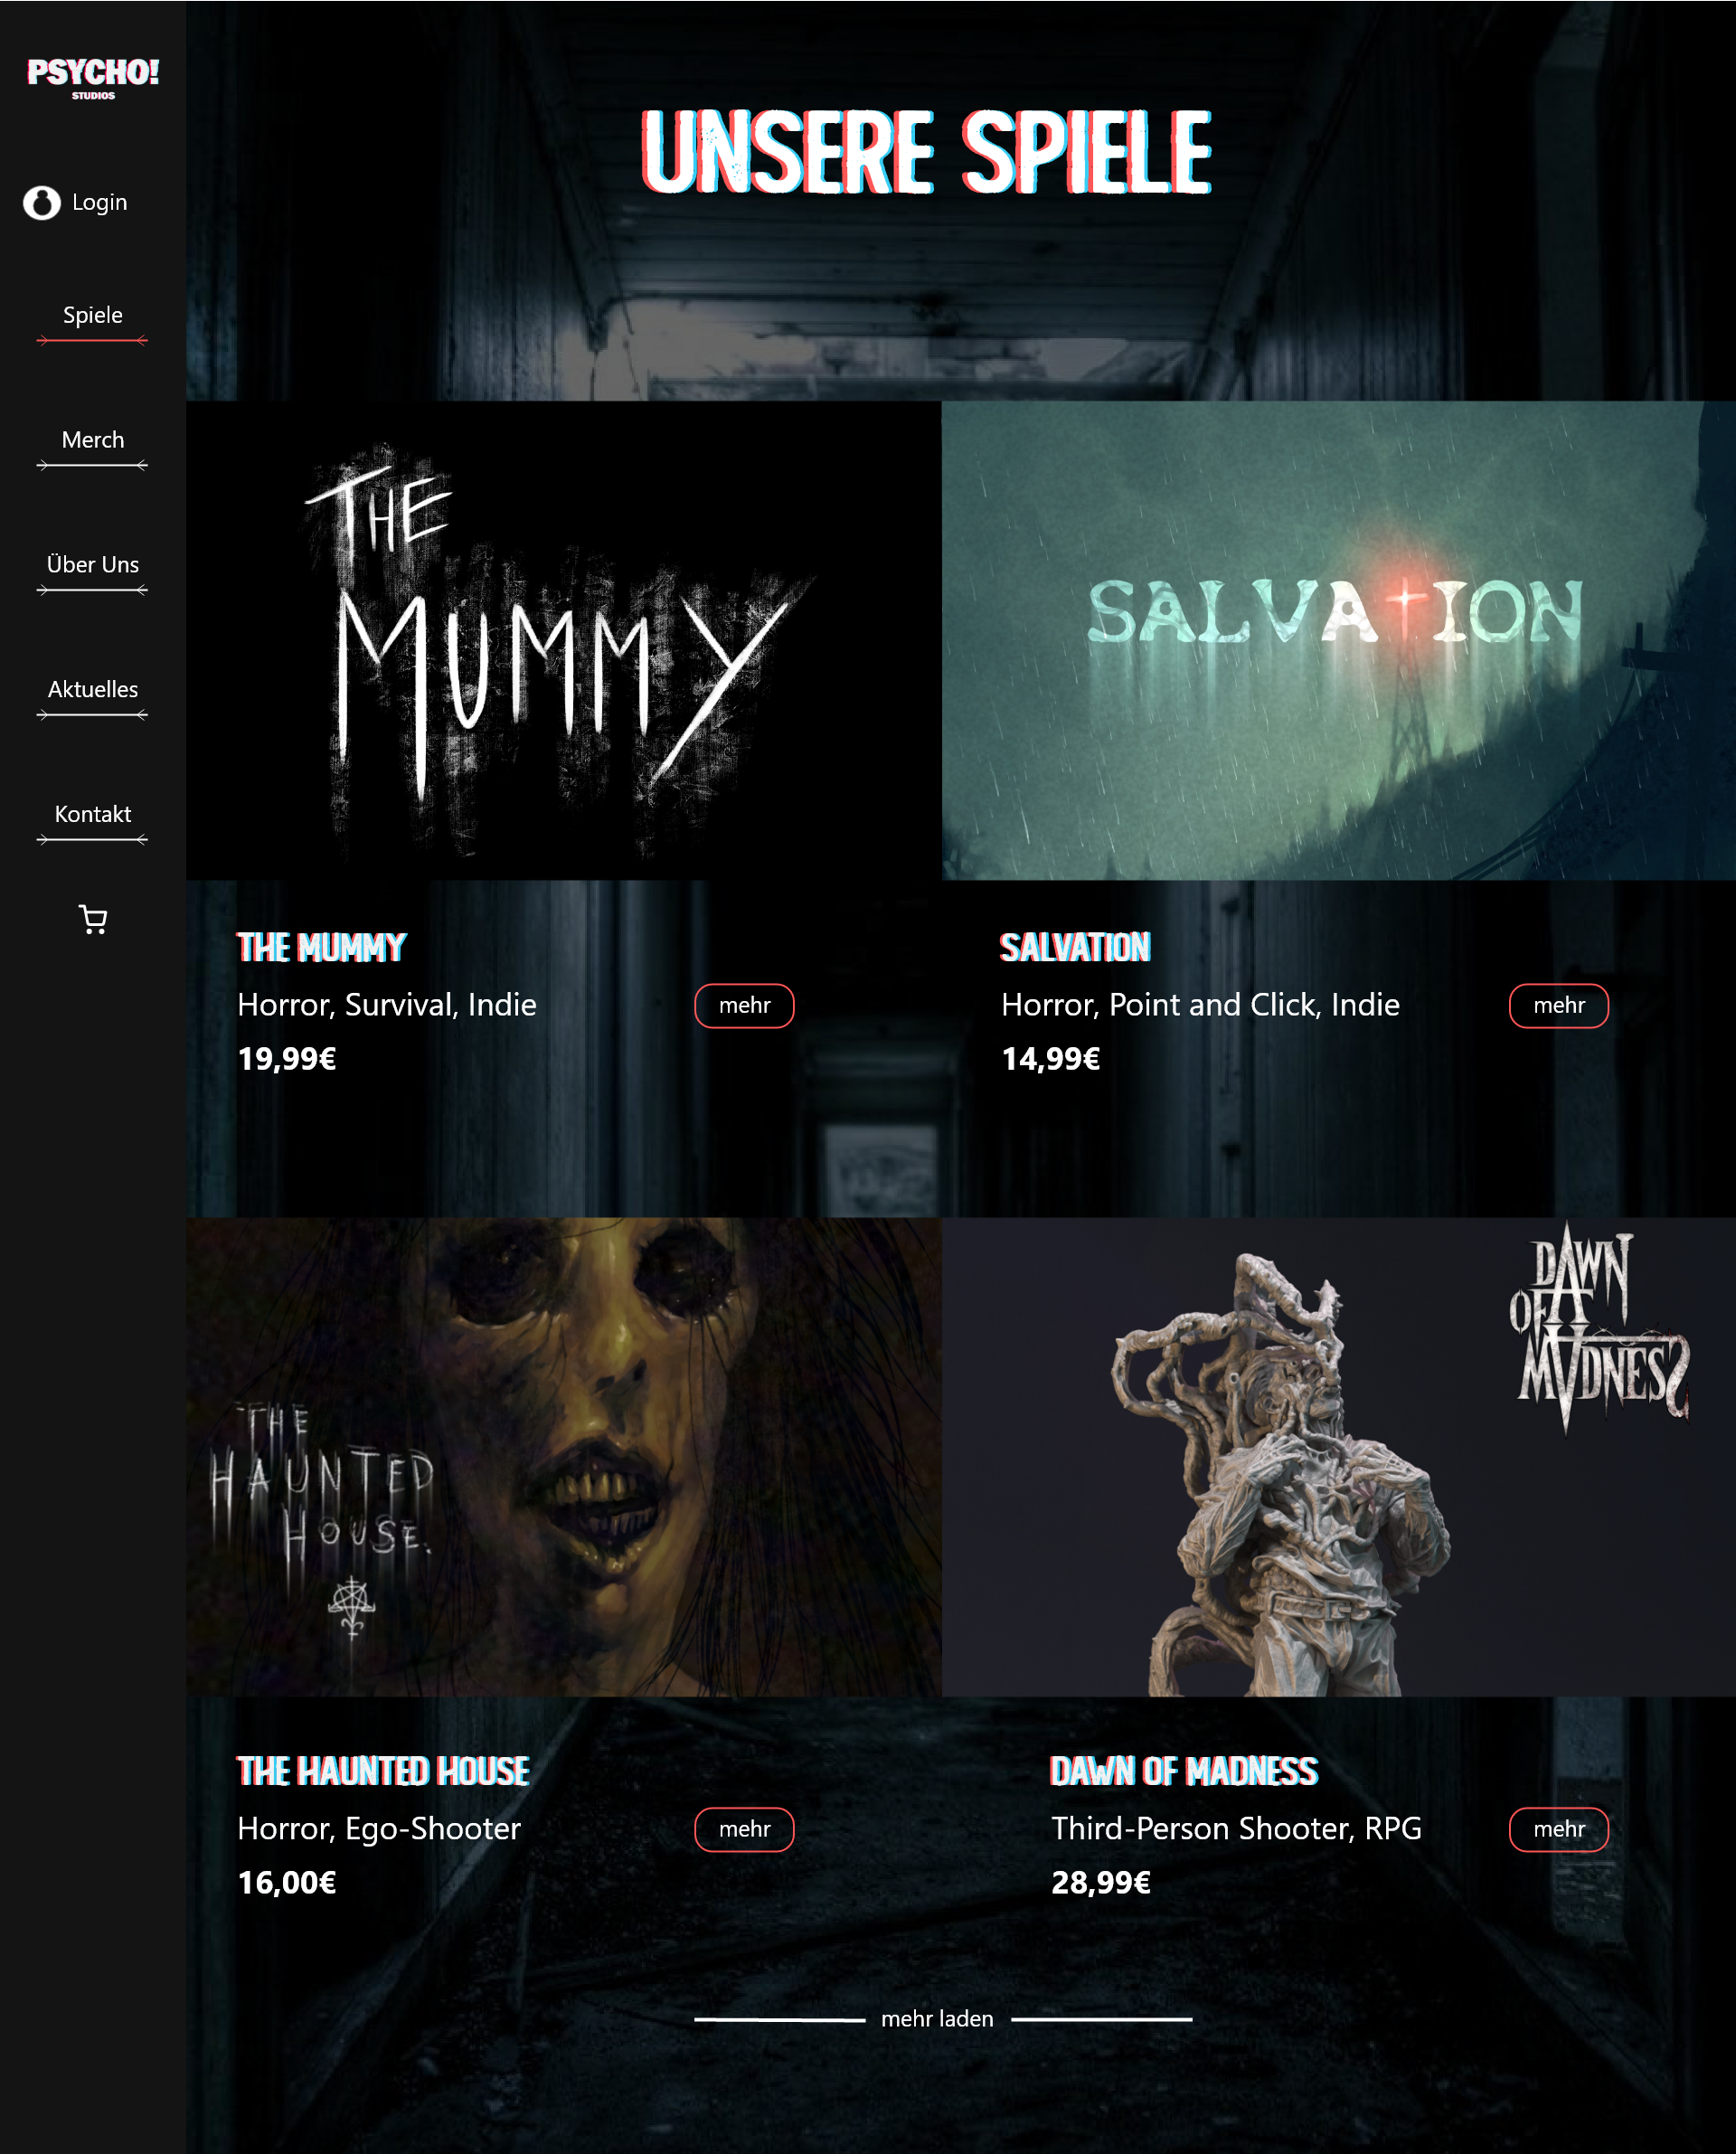 PSYCHO!
STUDIOS
Login
Spiele
Merch
Über Uns
Aktuelles
Kontakt
UNSERE SPIELE
THE
MUMMY
SALVATION
THE MUMMY
Horror, Survival, Indie
mehr
19,99€
SALVATION
Horror, Point and Click, Indie
mehr
14,99€
THE
HAUNTED
HOUSE.
DAWN
OF
MADNESS
THE HAUNTED HOUSE
Horror, Ego-Shooter
mehr
16,00€
DAWN OF MADNESS
Third-Person Shooter, RPG
mehr
28,99€
mehr laden